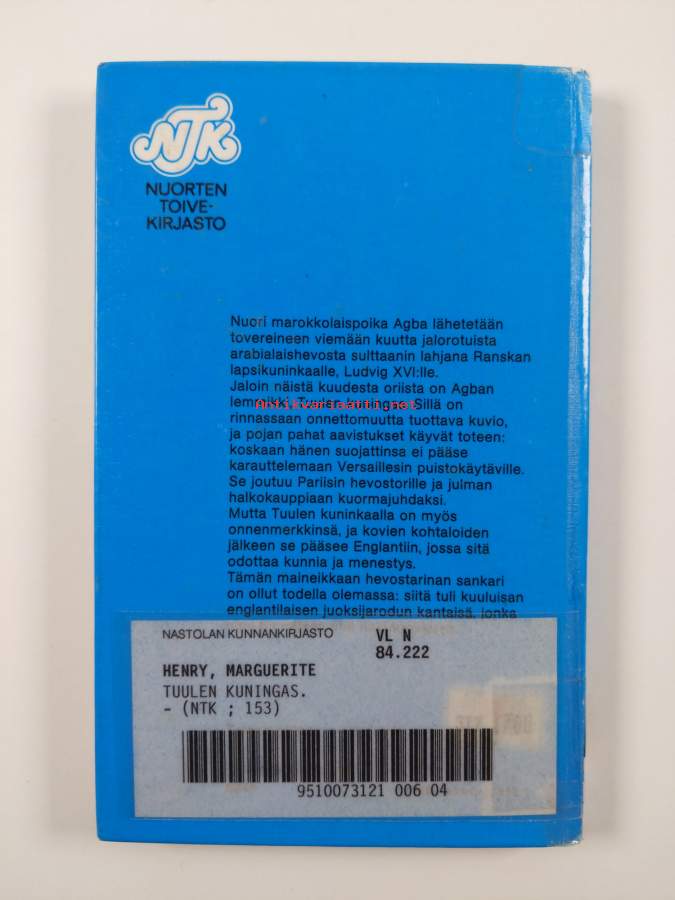 NTK
NUORTEN
TOIVE-
KIRJASTO
Nuori marokkolaispoika Agba lähetetään
tovereineen viemään kuutta jalorotuista
arabialaishevosta sulttaanin lahjana Ranskan
lapsikuninkaalle, Ludvig XVI:lle.
Jaloin näistä kuudesta oriista on Agban
Sillä on
Antikvariaatti.net
rinnassaan onnettomuutta tuottava kuvio,
ja pojan pahat aavistukset käyvät toteen:
koskaan hänen suojattinsa ei pääse
karauttelemaan Versaillesin puistokäytäville.
Se joutuu Pariisin hevostorille ja julman
halkokauppiaan kuormajuhdaksi.
Mutta Tuulen kuninkaalla on myös
onnenmerkkinsä, ja kovien kohtaloiden
jälkeen se pääsee Englantiin, jossa sitä
odottaa kunnia ja menestys.
Tämän maineikkaan hevostarinan sankari
on ollut todella olemassa: siitä tuli kuuluisan
englantilaisen juoksijarodun kantaisä, jonka
NASTOLAN KUNNANKIRJASTO
VL N
84.222
HENRY, MARGUERITE
TUULEN KUNINGAS.
- (NTK ; 153)
9510073121 006 04